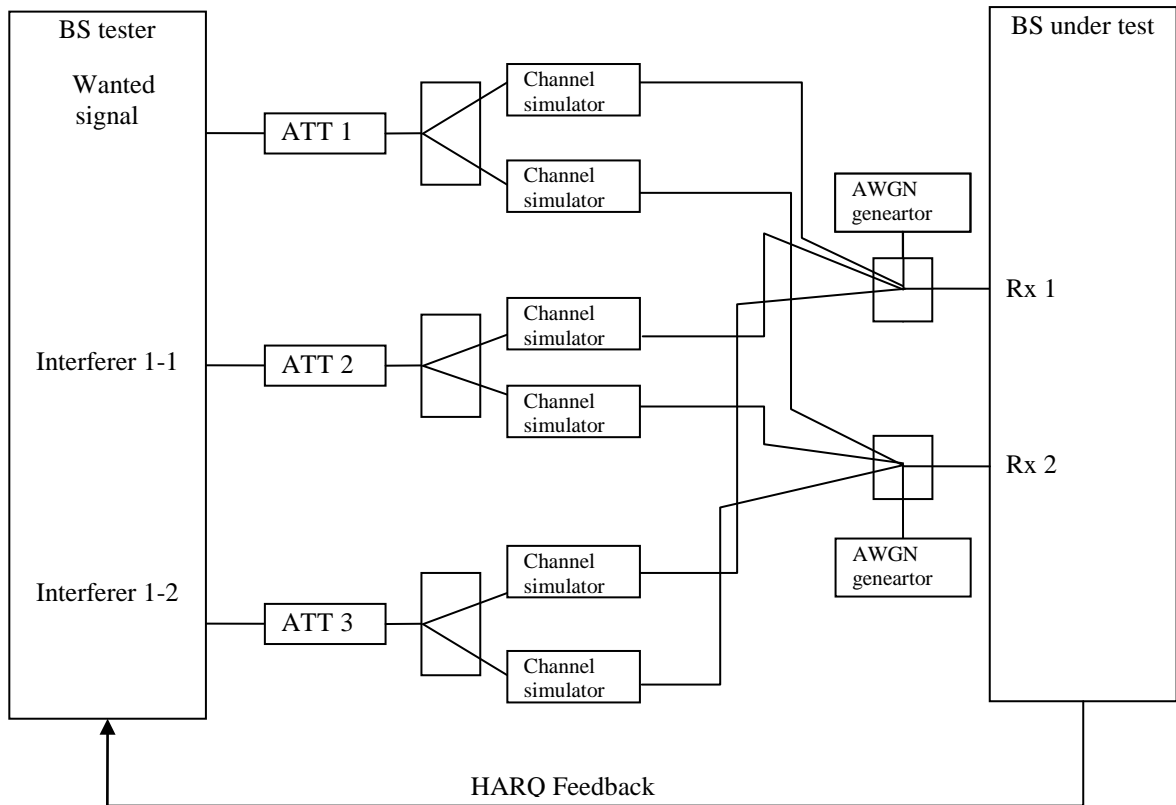 BS tester
BS under test
Wanted
signal
ATT 1
Channel
simulator
Channel
simulator
AWGN
geneartor
Rx 1
Interferer 1-1
ATT 2
Channel
simulator
Channel
simulator
Rx 2
AWGN
geneartor
Interferer 1-2
ATT 3
Channel
simulator
Channel
simulator
HARQ Feedback